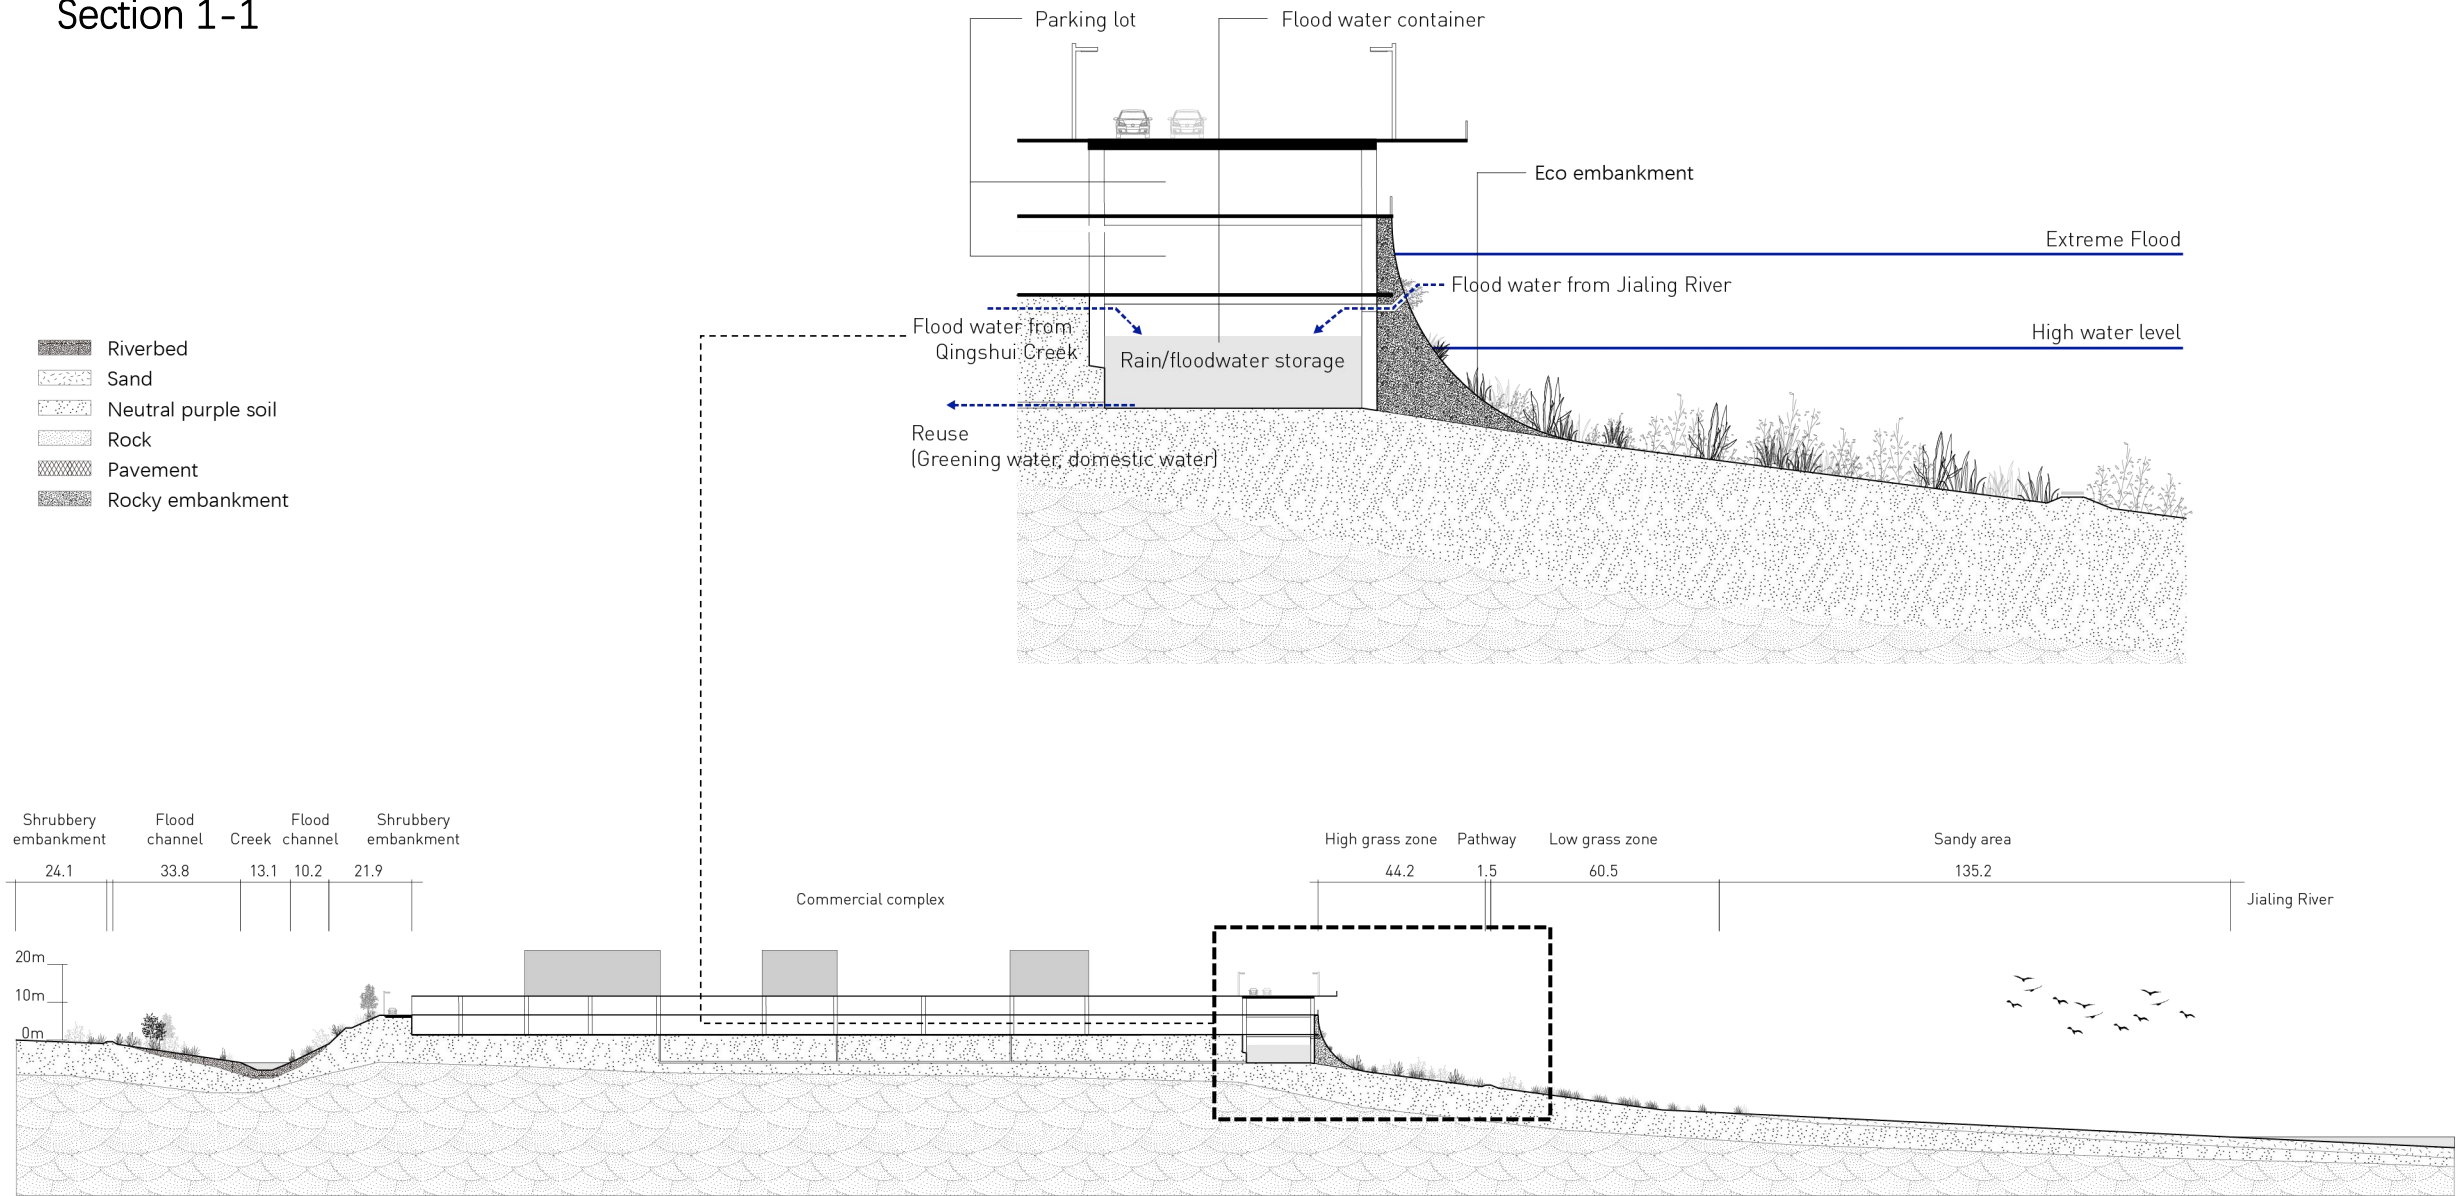 Section 1-1
Parking lot
Flood water container
Eco embankment
Extreme Flood
Flood water from Jialing River
High water level
Flood water from
Qingshui Creek
Rain/floodwater storage
Reuse
(Greening water, domestic water)
Riverbed
Sand
Neutral purple soil
Rock
Pavement
Rocky embankment
Shrubbery
embankment
24.1
Flood
channel
33.8
Creek
13.1
Flood
channel
10.2
Shrubbery
embankment
21.9
Commercial complex
High grass zone
44.2
Pathway
1.5
Low grass zone
60.5
Sandy area
135.2
Jialing River
20m
10m
0m